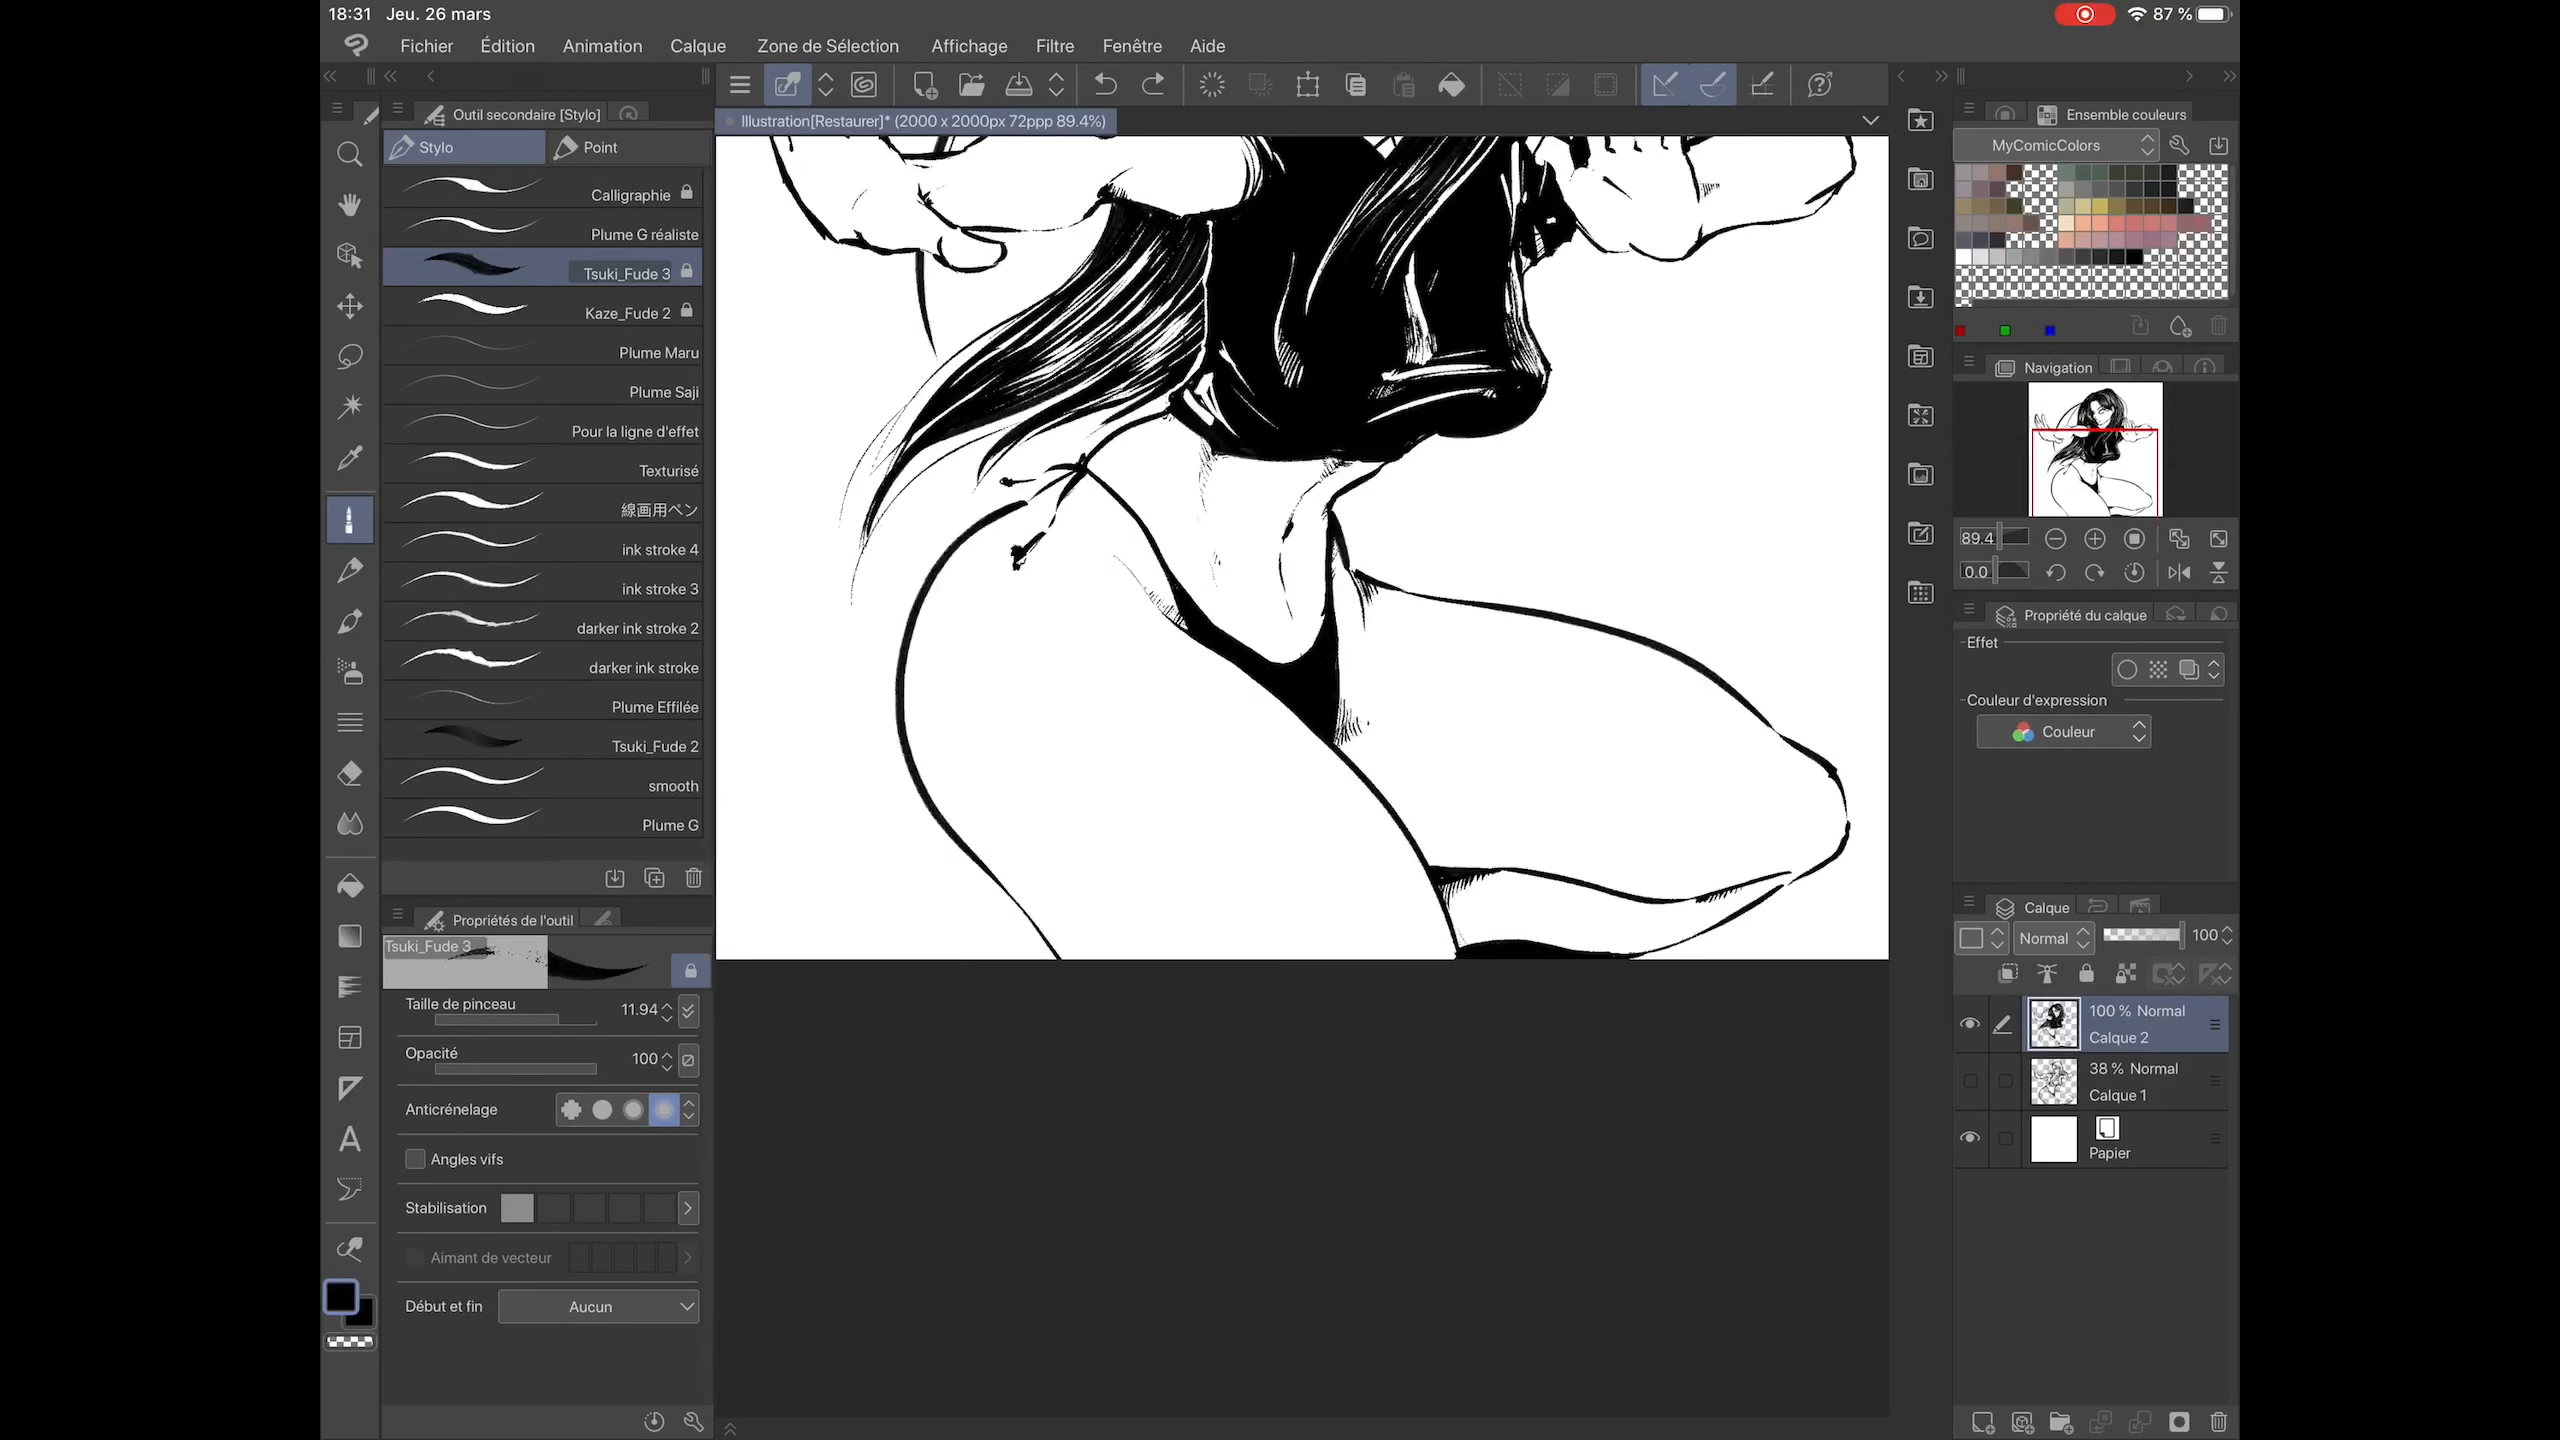 18:31 Jeu. 26 mars 87 %
Fichier Édition Animation Calque Zone de Sélection Affichage Filtre Fenêtre Aide
Outil secondaire [Stylo]
Stylo Point
Illustration[Restaurer]* (2000 x 2000px 72ppp 89.4%)
Calligraphie
Plume G réaliste
Tsuki_Fude 3
Kaze_Fude 2
Plume Maru
Plume Saji
Pour la ligne d'effet
Texturisé
線画用ペン
ink stroke 4
ink stroke 3
darker ink stroke 2
darker ink stroke
Plume Effilée
Tsuki_Fude 2
smooth
Plume G
Propriétés de l'outil
Tsuki_Fude 3
Taille de pinceau 11.94
Opacité 100
Anticrénelage
Angles vifs
Stabilisation
Aimant de vecteur
Début et fin Aucun
Ensemble couleurs
MyComicColors
Navigation
89.4
0.0
Propriété du calque
Effet
Couleur d'expression
Couleur
Calque
Normal 100
100 % Normal
Calque 2
38 % Normal
Calque 1
Papier